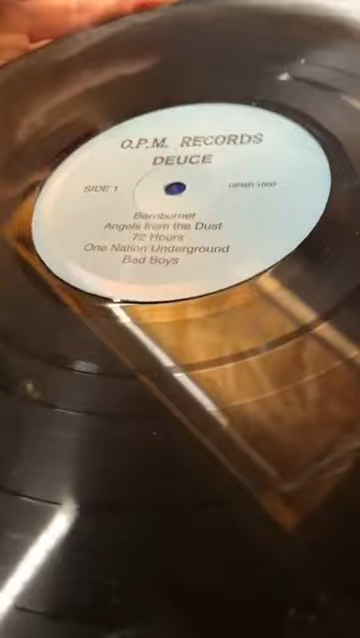 O.P.M. RECORDS
DEUCE
SIDE 1
OPMR 1000
Barnburner
Angels from the Dust
72 Hours
One Nation Underground
Bad Boys